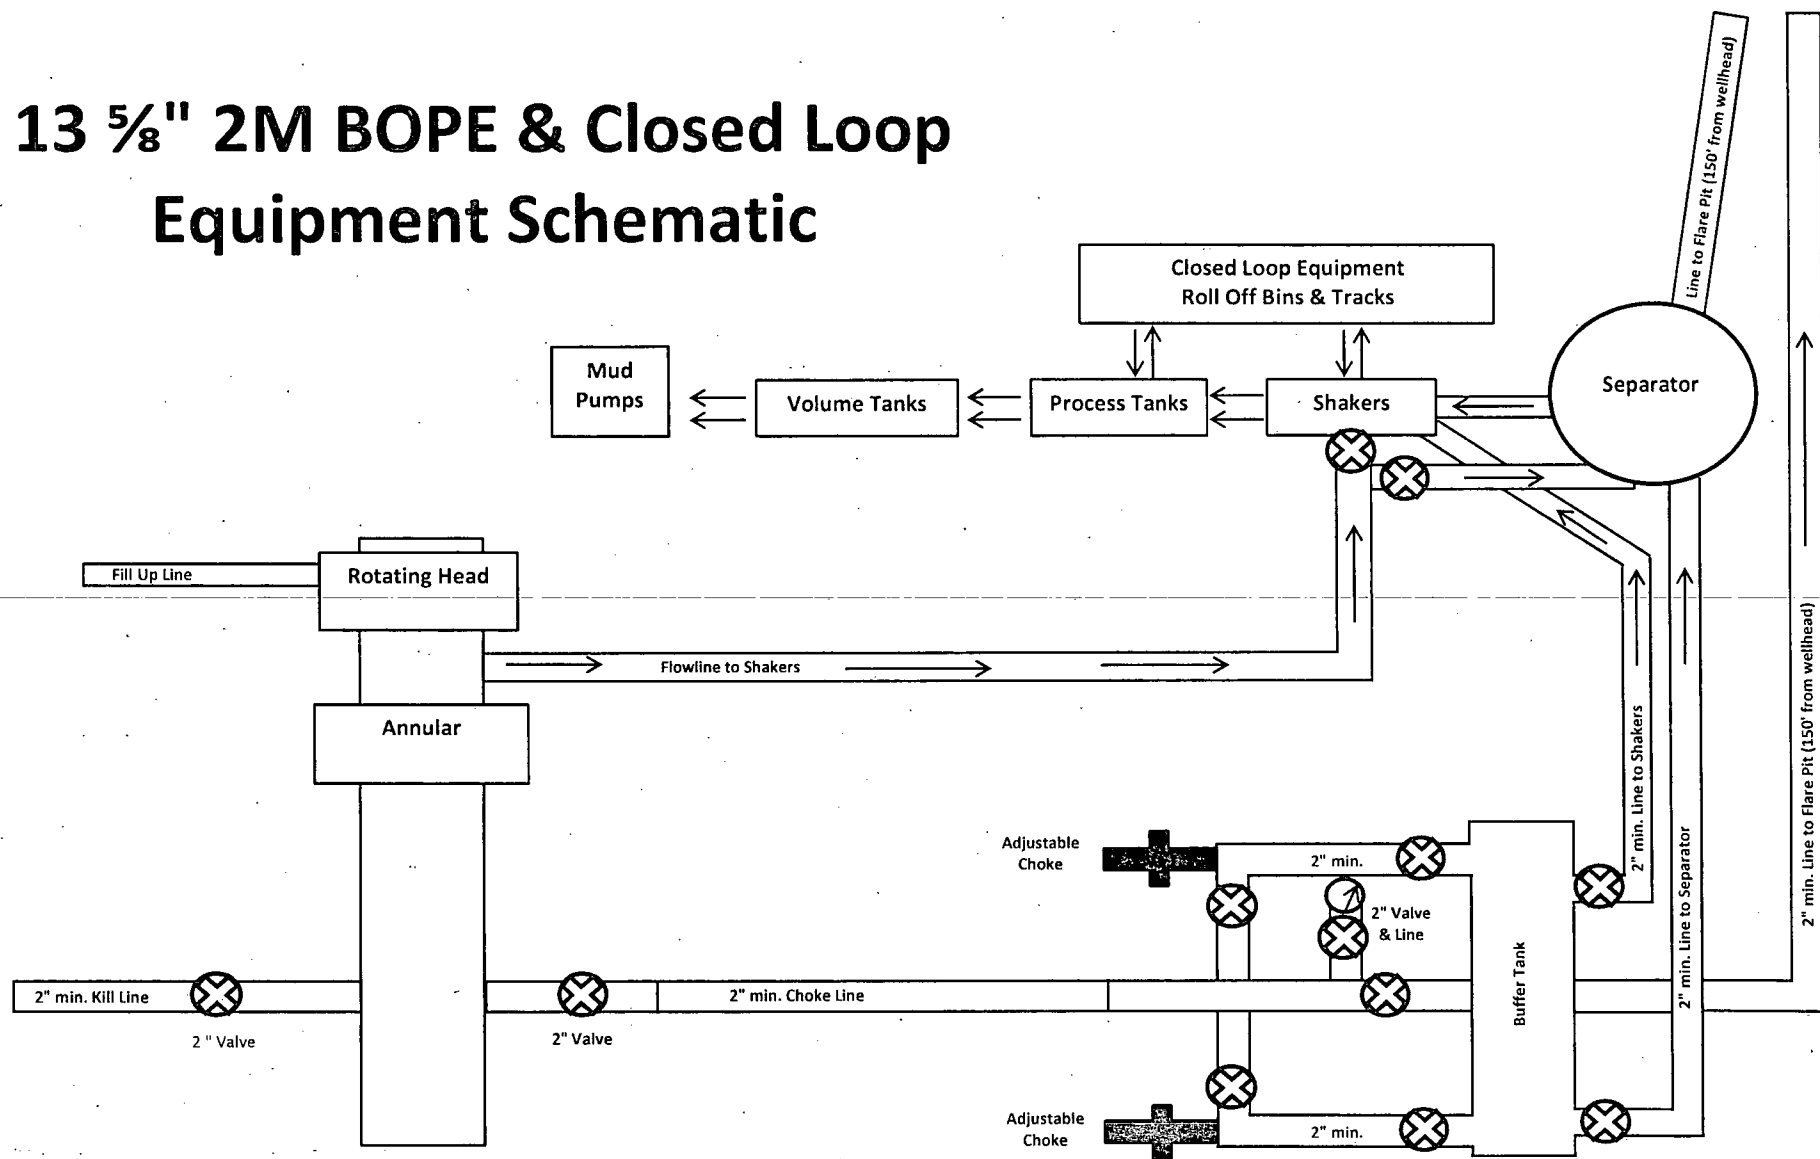 13 ⅝" 2M BOPE & Closed Loop
Equipment Schematic
Line to Flare Pit (150' from wellhead)
Closed Loop Equipment
Roll Off Bins & Tracks
Mud
Pumps
Volume Tanks
Process Tanks
Shakers
Separator
Fill Up Line
Rotating Head
Flowline to Shakers
Annular
2" min. Line to Shakers
2" min. Line to Separator
2" min. Line to Flare Pit (150' from wellhead)
Adjustable
Choke
2" min.
2" Valve
& Line
Buffer Tank
2" min. Kill Line
2" min. Choke Line
2 " Valve
2" Valve
Adjustable
Choke
2" min.